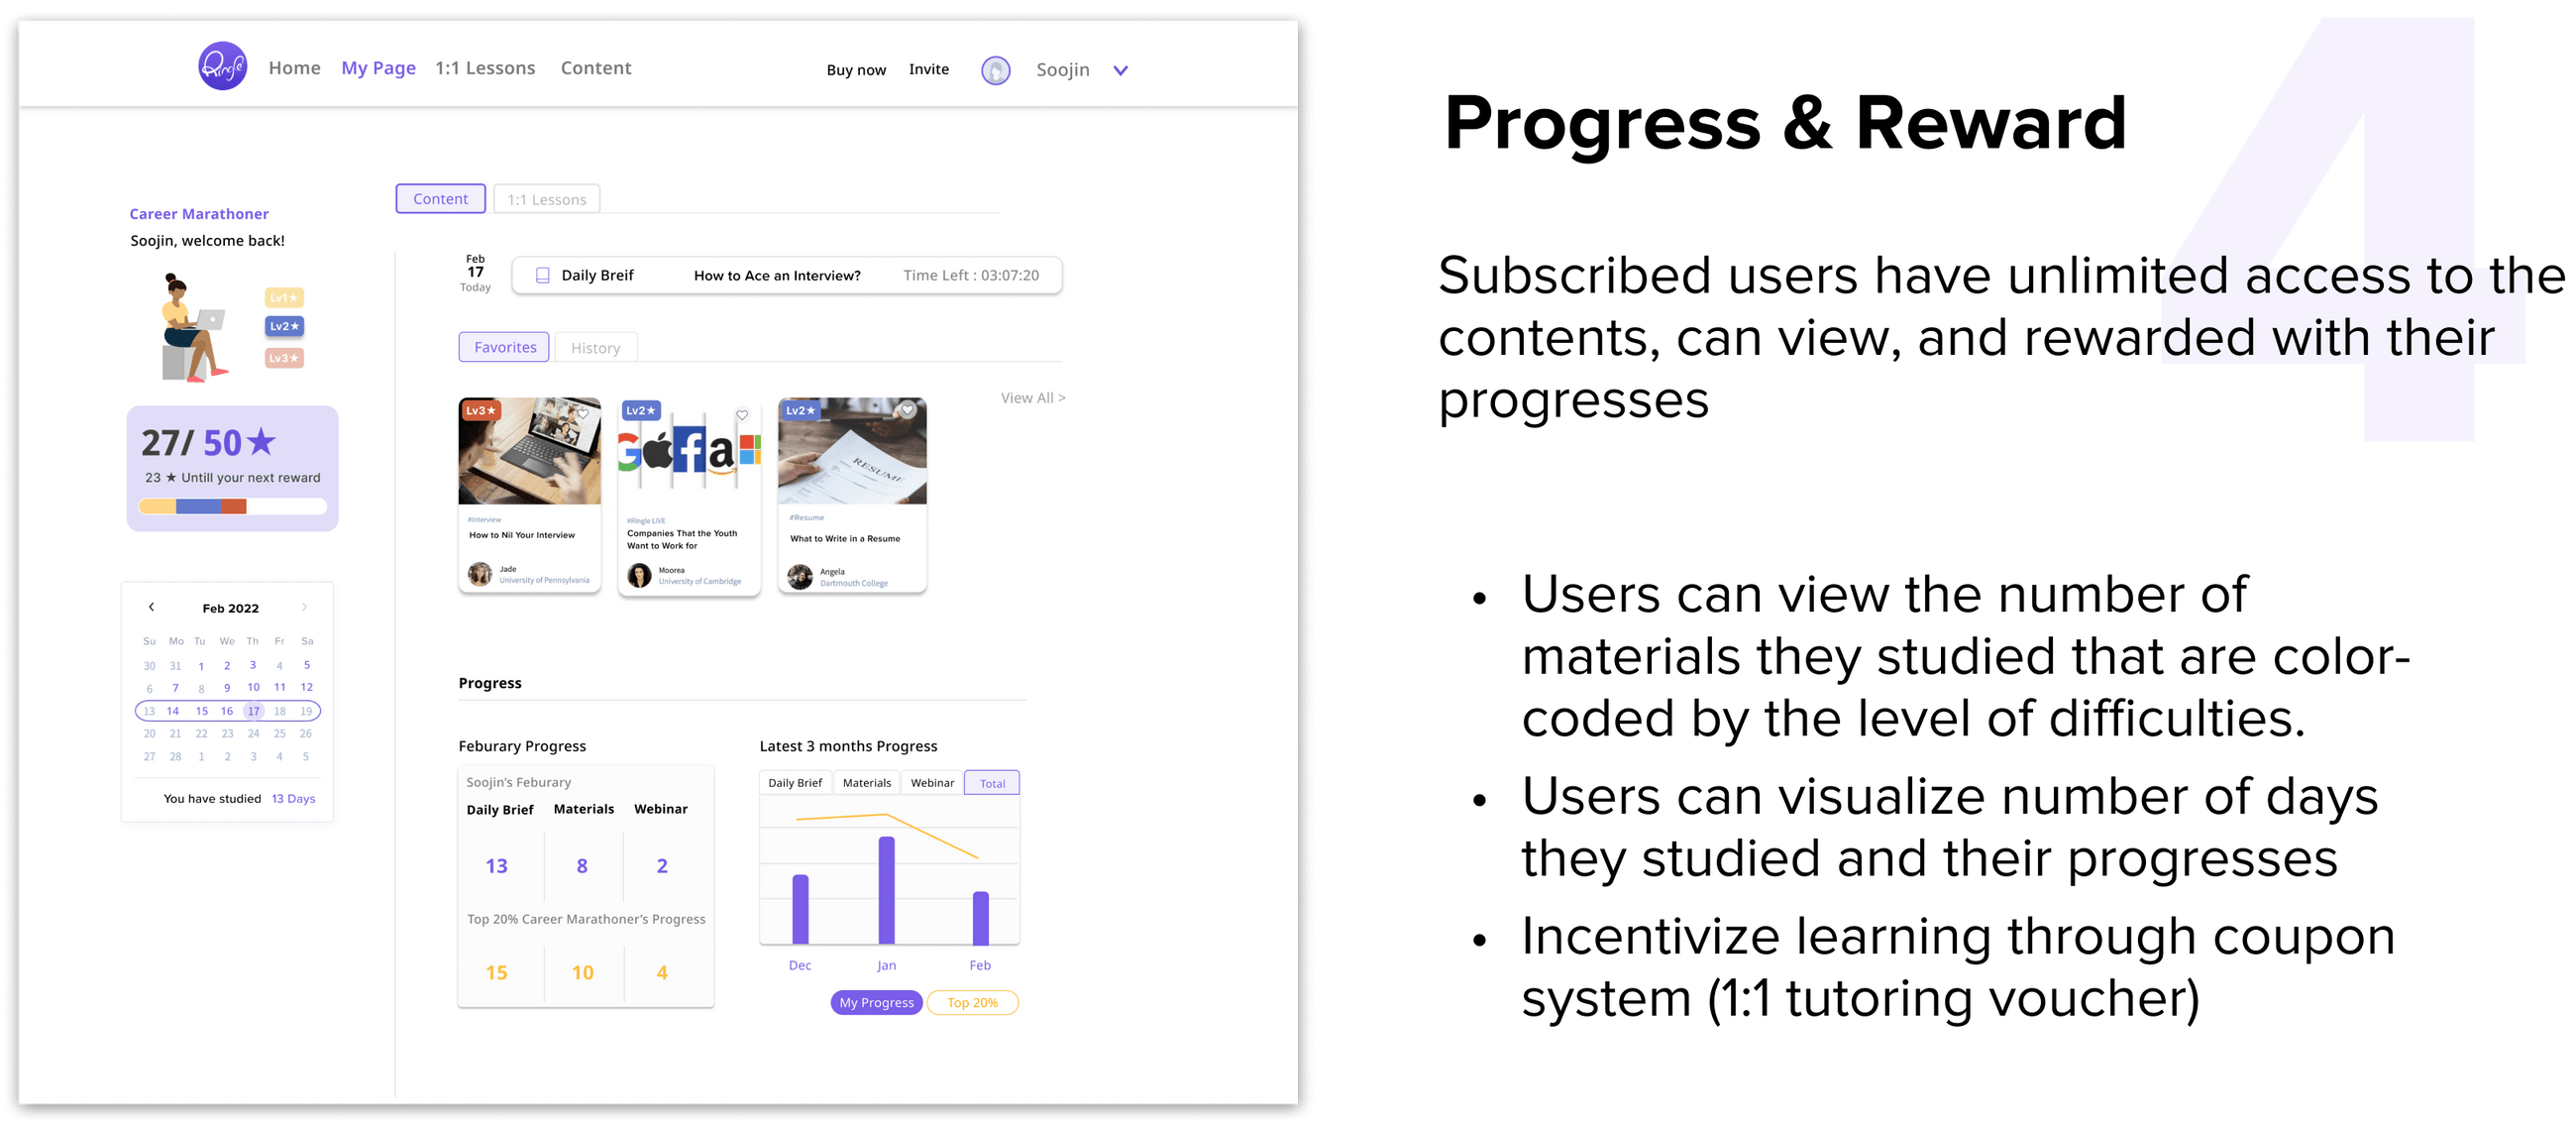 Ringle
Home My Page 1:1 Lessons Content
Buy now Invite Soojin
Content 1:1 Lessons
Career Marathoner
Soojin, welcome back!
Lv1★
Lv2★
Lv3★
27/ 50★
23 ★ Untill your next reward
Feb 2022
Su Mo Tu We Th Fr Sa
30 31 1 2 3 4 5
6 7 8 9 10 11 12
13 14 15 16 17 18 19
20 21 22 23 24 25 26
27 28 1 2 3 4 5
You have studied 13 Days
Feb
17
Today
Daily Breif How to Ace an Interview? Time Left : 03:07:20
Favorites History
View All >
Lv3★
#Interview
How to Nil Your Interview
Jade
University of Pennsylvania
Lv2★
G f a
#Ringle LIVE
Companies That the Youth
Want to Work for
Moorea
University of Cambridge
Lv2★
RESUME
#Resume
What to Write in a Resume
Angela
Dartmouth College
Progress
Feburary Progress
Soojin's Feburary
Daily Brief Materials Webinar
13 8 2
Top 20% Career Marathoner's Progress
15 10 4
Latest 3 months Progress
Daily Brief Materials Webinar Total
Dec Jan Feb
My Progress Top 20%
4
Progress & Reward
Subscribed users have unlimited access to the
contents, can view, and rewarded with their
progresses
• Users can view the number of
materials they studied that are color-
coded by the level of difficulties.
• Users can visualize number of days
they studied and their progresses
• Incentivize learning through coupon
system (1:1 tutoring voucher)